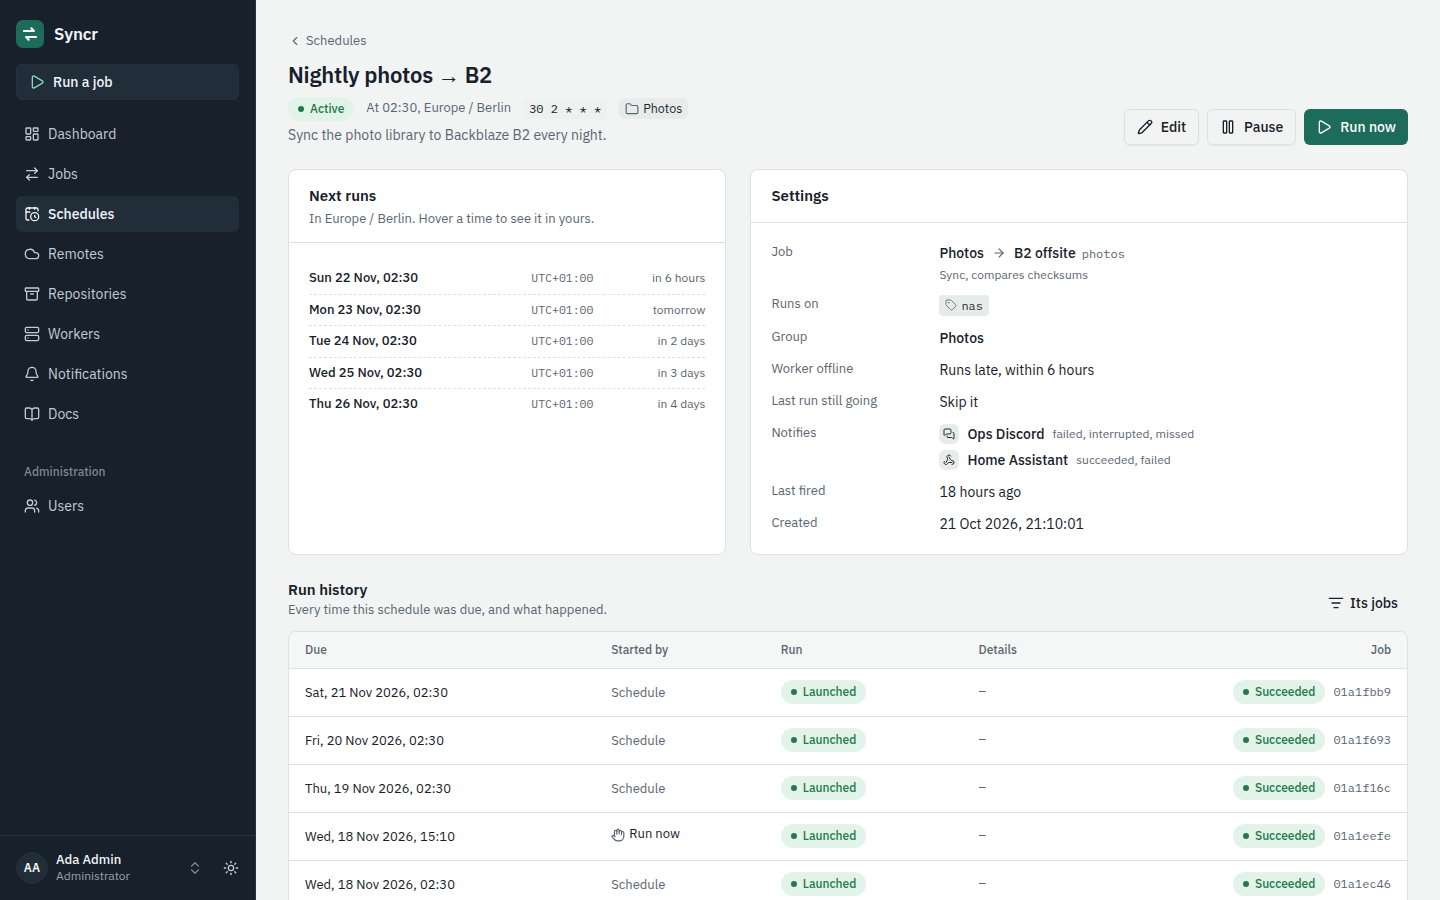 Syncr
Run a job
Dashboard
Jobs
Schedules
Remotes
Repositories
Workers
Notifications
Docs
Administration
Users
AA
Ada Admin
Administrator
Schedules
Nightly photos → B2
Active At 02:30, Europe / Berlin 30 2 * * * Photos
Sync the photo library to Backblaze B2 every night.
Edit Pause Run now
Next runs
In Europe / Berlin. Hover a time to see it in yours.
Sun 22 Nov, 02:30 UTC+01:00 in 6 hours
Mon 23 Nov, 02:30 UTC+01:00 tomorrow
Tue 24 Nov, 02:30 UTC+01:00 in 2 days
Wed 25 Nov, 02:30 UTC+01:00 in 3 days
Thu 26 Nov, 02:30 UTC+01:00 in 4 days
Settings
Job Photos → B2 offsite photos
Sync, compares checksums
Runs on nas
Group Photos
Worker offline Runs late, within 6 hours
Last run still going Skip it
Notifies Ops Discord failed, interrupted, missed
Home Assistant succeeded, failed
Last fired 18 hours ago
Created 21 Oct 2026, 21:10:01
Run history
Every time this schedule was due, and what happened.
Its jobs
Due Started by Run Details Job
Sat, 21 Nov 2026, 02:30 Schedule Launched – Succeeded 01a1fbb9
Fri, 20 Nov 2026, 02:30 Schedule Launched – Succeeded 01a1f693
Thu, 19 Nov 2026, 02:30 Schedule Launched – Succeeded 01a1f16c
Wed, 18 Nov 2026, 15:10 Run now Launched – Succeeded 01a1eefe
Wed, 18 Nov 2026, 02:30 Schedule Launched – Succeeded 01a1ec46